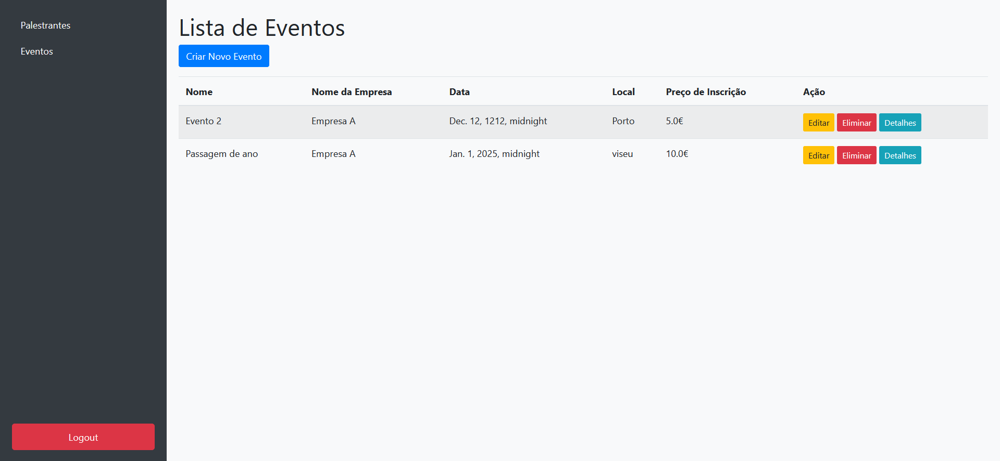 Palestrantes
Eventos
Logout
Lista de Eventos
Criar Novo Evento
Nome Nome da Empresa Data Local Preço de Inscrição Ação
Evento 2 Empresa A Dec. 12, 1212, midnight Porto 5.0€ Editar Eliminar Detalhes
Passagem de ano Empresa A Jan. 1, 2025, midnight viseu 10.0€ Editar Eliminar Detalhes